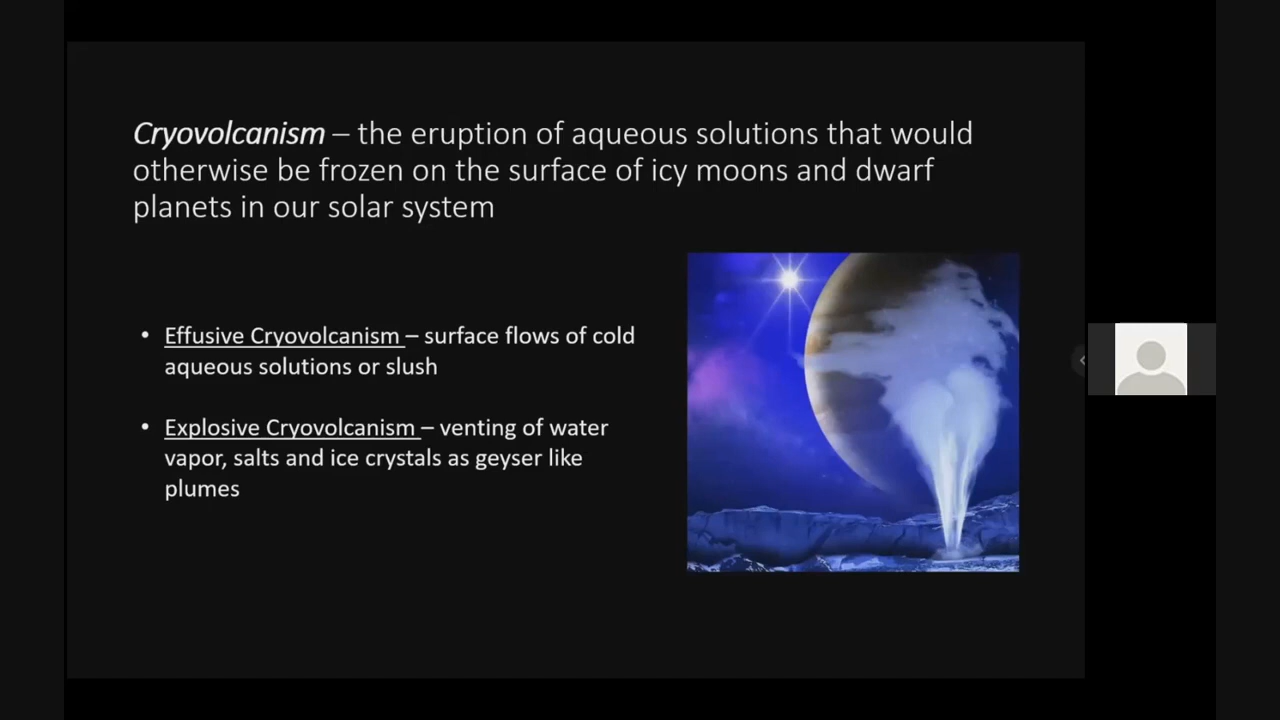 Cryovolcanism – the eruption of aqueous solutions that would
otherwise be frozen on the surface of icy moons and dwarf
planets in our solar system
• Effusive Cryovolcanism – surface flows of cold
aqueous solutions or slush
• Explosive Cryovolcanism – venting of water
vapor, salts and ice crystals as geyser like
plumes